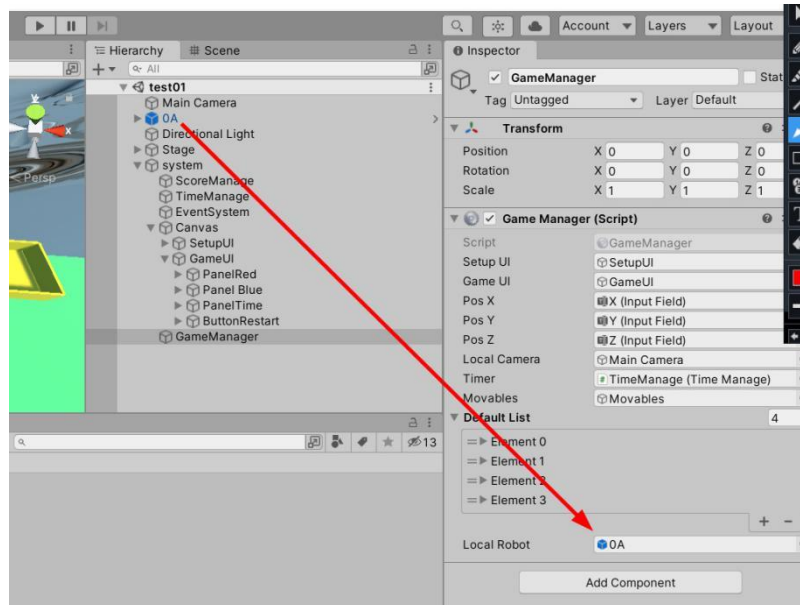 Account Layers Layout
Hierarchy # Scene
Inspector
All
test01
Main Camera
0A
Directional Light
Stage
system
ScoreManage
TimeManage
EventSystem
Canvas
SetupUI
GameUI
PanelRed
Panel Blue
PanelTime
ButtonRestart
GameManager
x
Persp
13
GameManager
Stat
Tag Untagged Layer Default
Transform
Position X 0 Y 0 Z 0
Rotation X 0 Y 0 Z 0
Scale X 1 Y 1 Z 1
Game Manager (Script)
Script GameManager
Setup UI SetupUI
Game UI GameUI
Pos X X (Input Field)
Pos Y Y (Input Field)
Pos Z Z (Input Field)
Local Camera Main Camera
Timer TimeManage (Time Manage)
Movables Movables
Default List 4
Element 0
Element 1
Element 2
Element 3
+ -
Local Robot 0A
Add Component